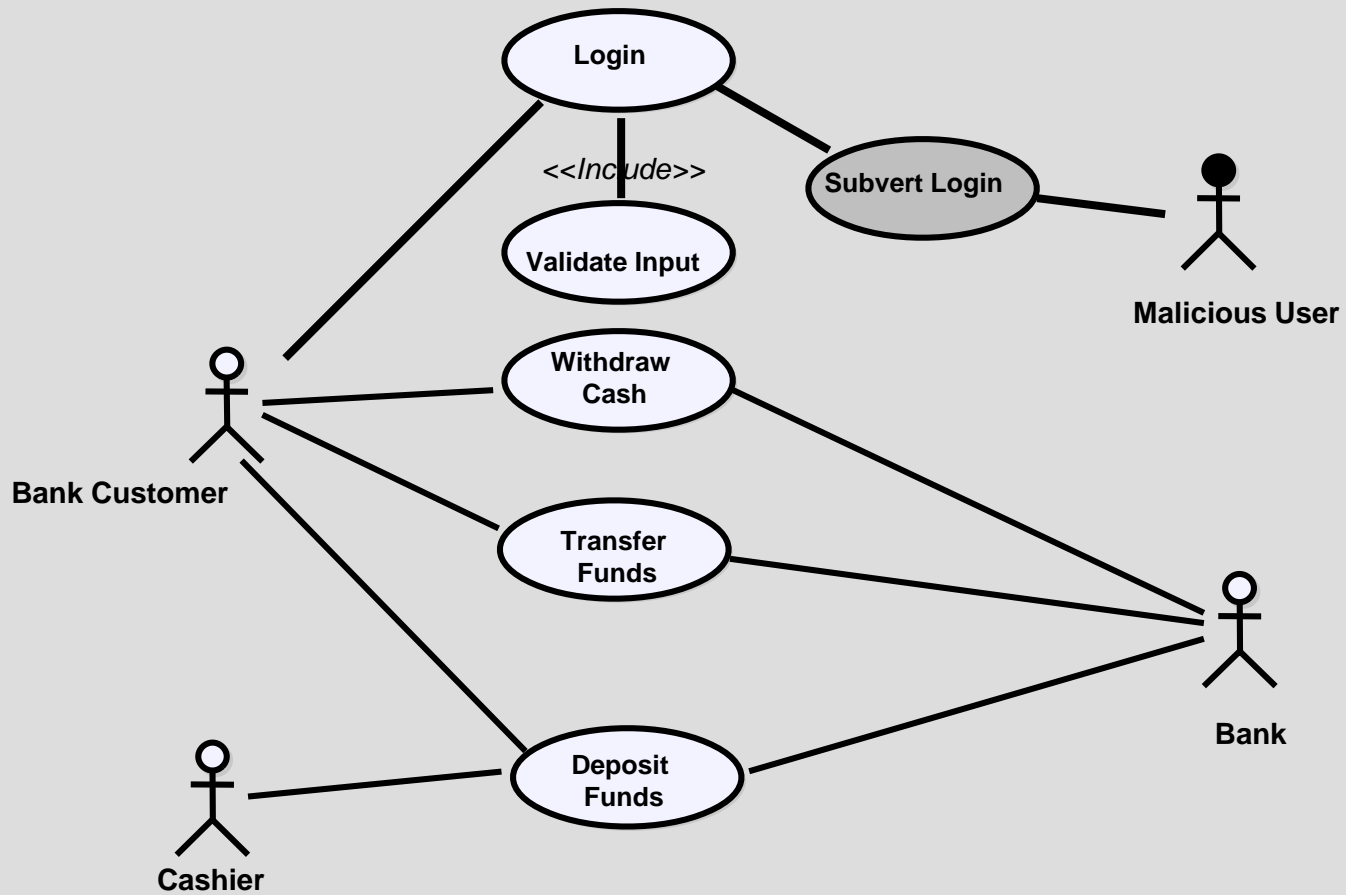 Login
<<Include>>
Subvert Login
Validate Input
Malicious User
Withdraw
Cash
Bank Customer
Transfer
Funds
Bank
Deposit
Funds
Cashier